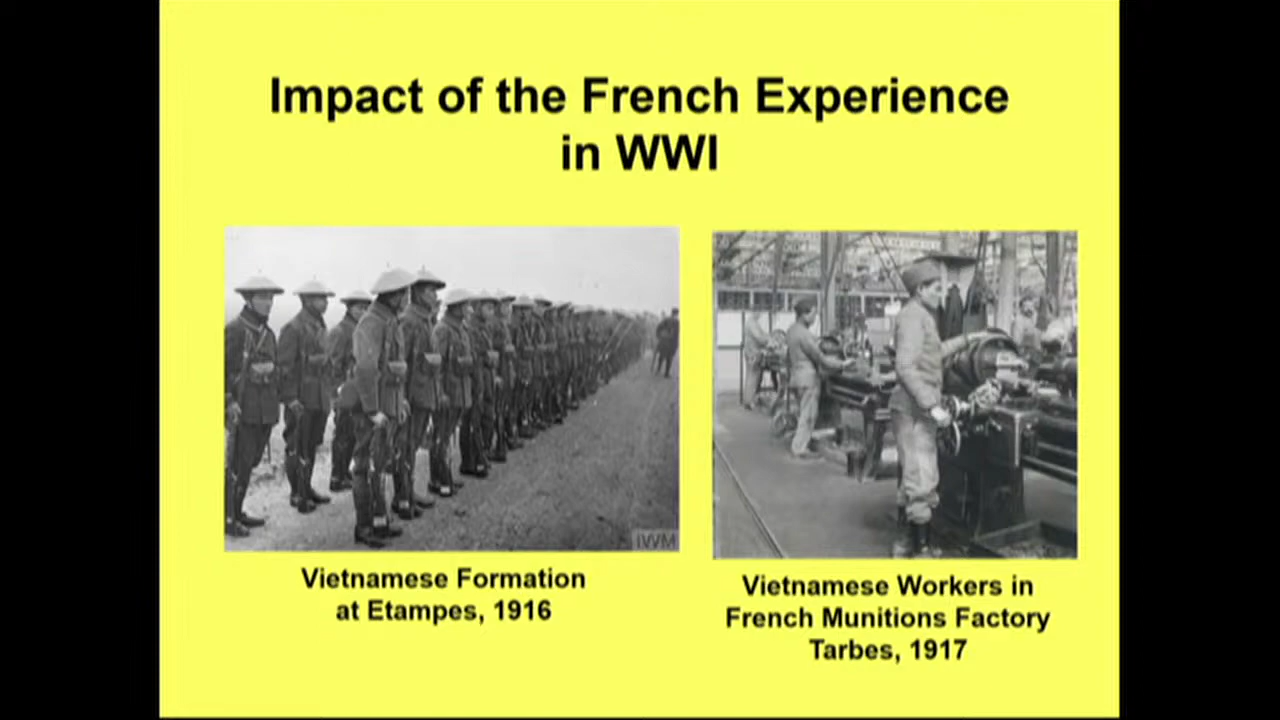 Impact of the French Experience
in WWI
IWM
Vietnamese Formation
at Etampes, 1916
Vietnamese Workers in
French Munitions Factory
Tarbes, 1917